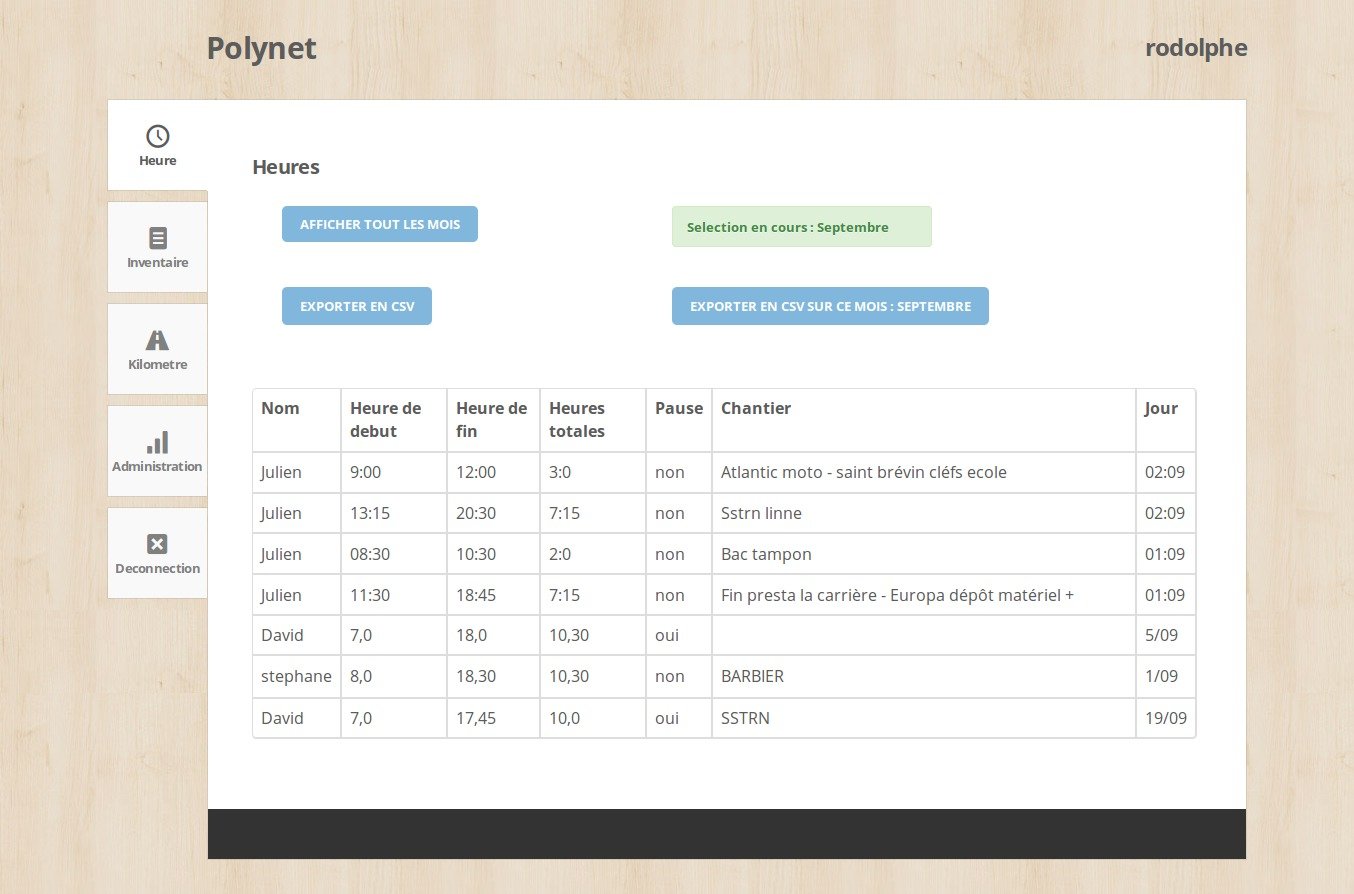 Polynet
rodolphe
Heure
Inventaire
Kilometre
Administration
Deconnection
Heures
AFFICHER TOUT LES MOIS
Selection en cours : Septembre
EXPORTER EN CSV
EXPORTER EN CSV SUR CE MOIS : SEPTEMBRE
Nom Heure de debut Heure de fin Heures totales Pause Chantier Jour
Julien 9:00 12:00 3:0 non Atlantic moto - saint brévin cléfs ecole 02:09
Julien 13:15 20:30 7:15 non Sstrn linne 02:09
Julien 08:30 10:30 2:0 non Bac tampon 01:09
Julien 11:30 18:45 7:15 non Fin presta la carrière - Europa dépôt matériel + 01:09
David 7,0 18,0 10,30 oui 5/09
stephane 8,0 18,30 10,30 non BARBIER 1/09
David 7,0 17,45 10,0 oui SSTRN 19/09